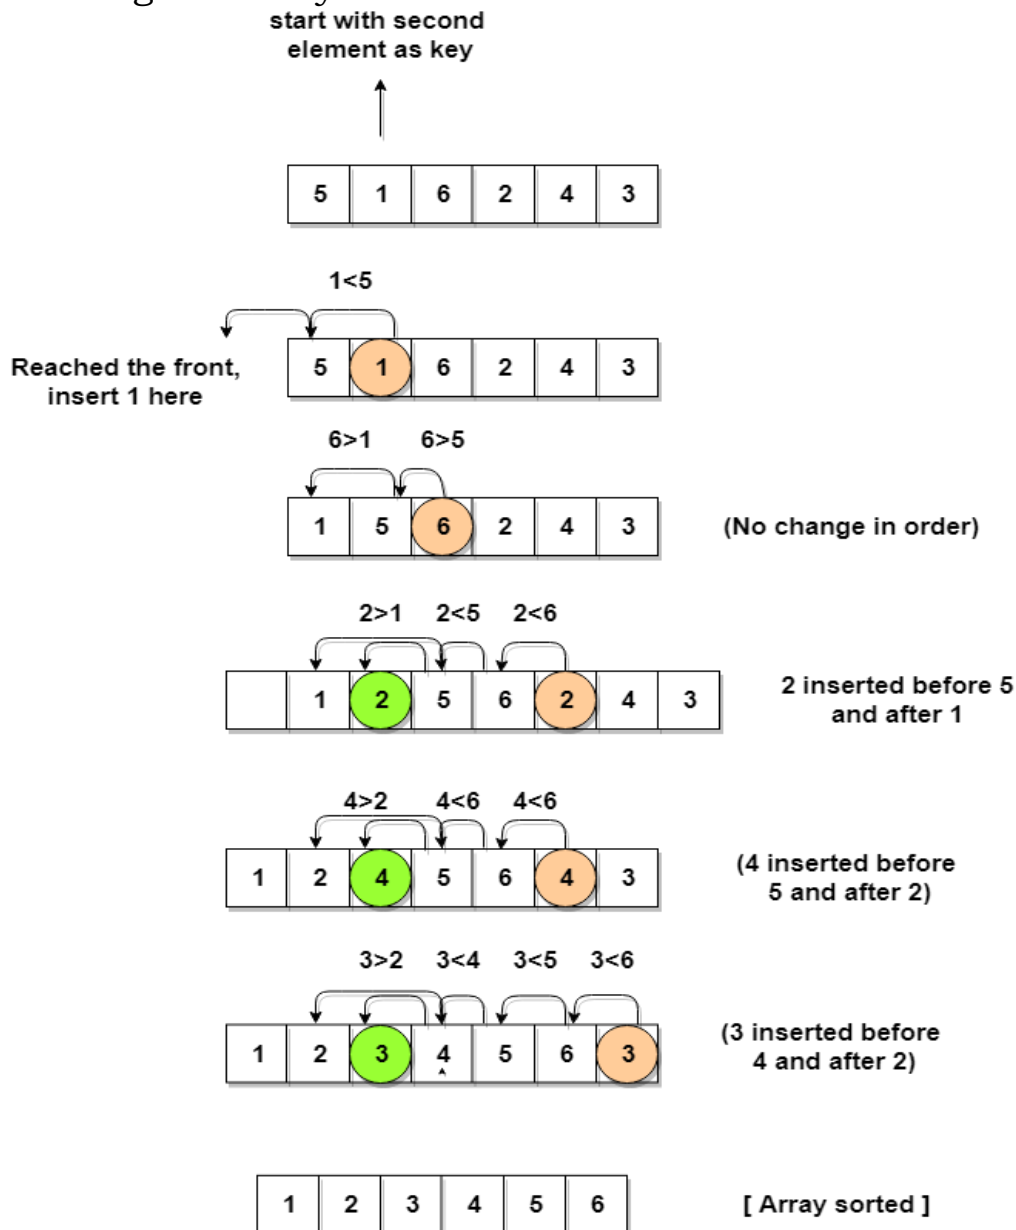 start with second
element as key
5 1 6 2 4 3
1<5
Reached the front,
insert 1 here
5 1 6 2 4 3
6>1 6>5
1 5 6 2 4 3
(No change in order)
2>1 2<5 2<6
1 2 5 6 2 4 3
2 inserted before 5
and after 1
4>2 4<6 4<6
1 2 4 5 6 4 3
(4 inserted before
5 and after 2)
3>2 3<4 3<5 3<6
1 2 3 4 5 6 3
(3 inserted before
4 and after 2)
1 2 3 4 5 6
[ Array sorted ]